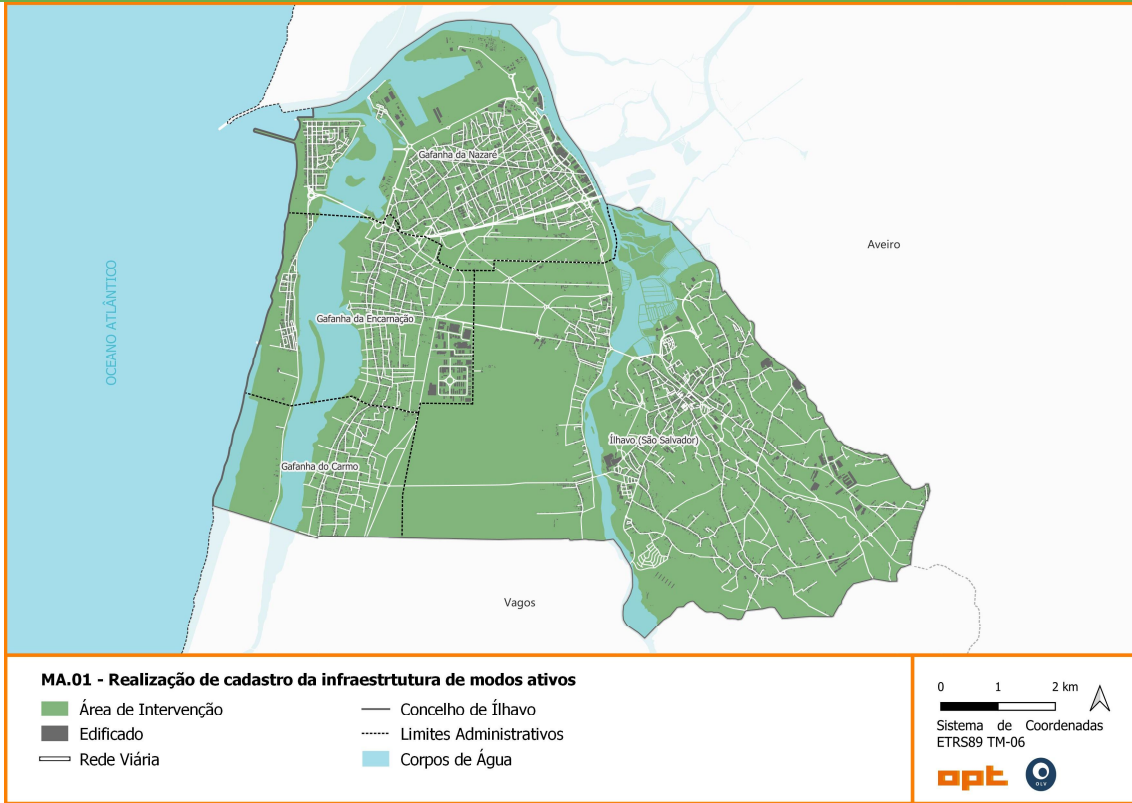 Gafanha da Nazaré
Aveiro
OCEANO ATLÂNTICO
Gafanha da Encarnação
Ílhavo (São Salvador)
Gafanha do Carmo
Vagos
MA.01 - Realização de cadastro da infraestrtutura de modos ativos
Área de Intervenção
Edificado
Rede Viária
Concelho de Ílhavo
Limites Administrativos
Corpos de Água
0 1 2 km
Sistema de Coordenadas
ETRS89 TM-06
opt
OLV